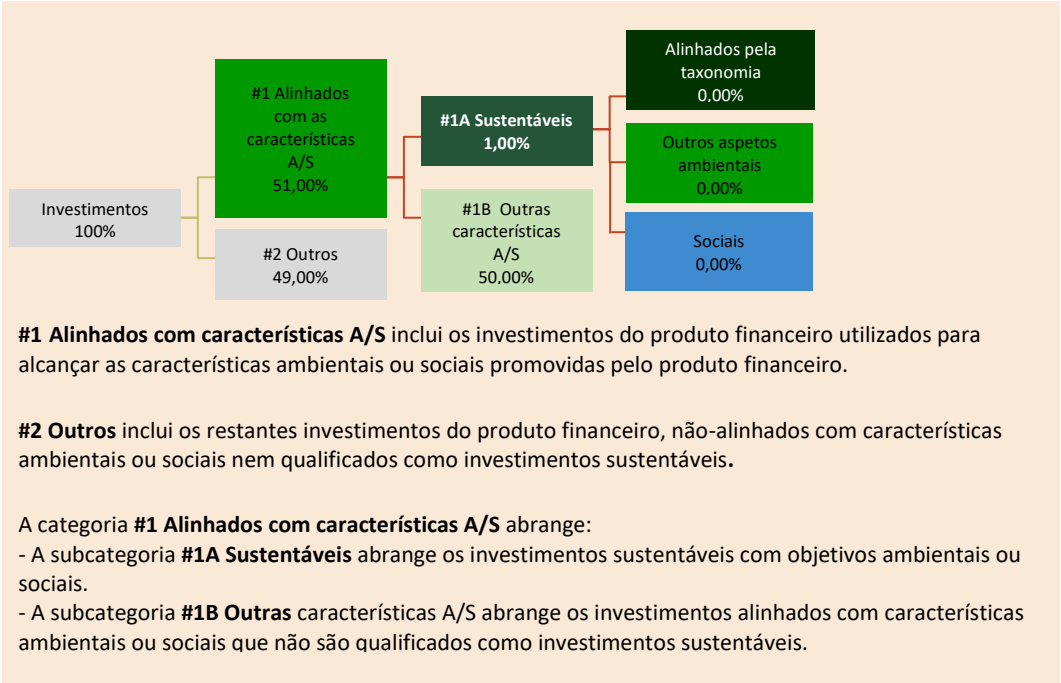 Investimentos
100%
#1 Alinhados
com as
características
A/S
51,00%
#2 Outros
49,00%
#1A Sustentáveis
1,00%
#1B Outras
características
A/S
50,00%
Alinhados pela
taxonomia
0,00%
Outros aspetos
ambientais
0,00%
Sociais
0,00%
#1 Alinhados com características A/S inclui os investimentos do produto financeiro utilizados para
alcançar as características ambientais ou sociais promovidas pelo produto financeiro.
#2 Outros inclui os restantes investimentos do produto financeiro, não-alinhados com características
ambientais ou sociais nem qualificados como investimentos sustentáveis.
A categoria #1 Alinhados com características A/S abrange:
- A subcategoria #1A Sustentáveis abrange os investimentos sustentáveis com objetivos ambientais ou
sociais.
- A subcategoria #1B Outras características A/S abrange os investimentos alinhados com características
ambientais ou sociais que não são qualificados como investimentos sustentáveis.